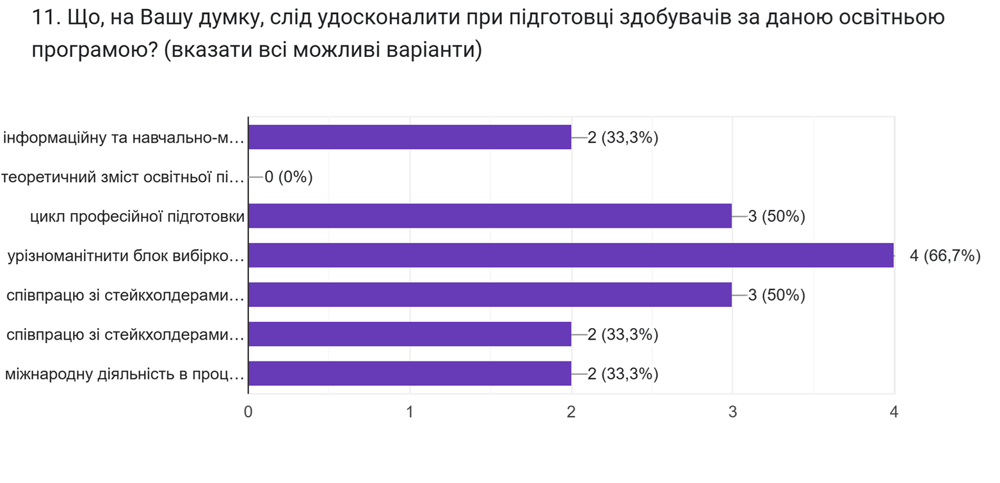 11. Що, на Вашу думку, слід удосконалити при підготовці здобувачів за даною освітньою
програмою? (вказати всі можливі варіанти)
інформаційну та навчально-м… 2 (33,3%)
теоретичний зміст освітньої пі… 0 (0%)
цикл професійної підготовки 3 (50%)
урізноманітнити блок вибірко… 4 (66,7%)
співпрацю зі стейкхолдерами… 3 (50%)
співпрацю зі стейкхолдерами… 2 (33,3%)
міжнародну діяльність в проц… 2 (33,3%)
0 1 2 3 4